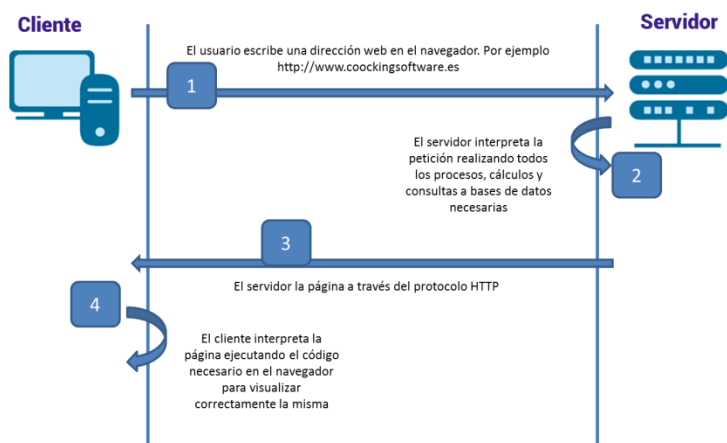 Cliente
Servidor
El usuario escribe una dirección web en el navegador. Por ejemplo
http://www.coockingsoftware.es
1
El servidor interpreta la
petición realizando todos
los procesos, cálculos y
consultas a bases de datos
necesarias
2
3
El servidor la página a través del protocolo HTTP
4
El cliente interpreta la
página ejecutando el código
necesario en el navegador
para visualizar
correctamente la misma